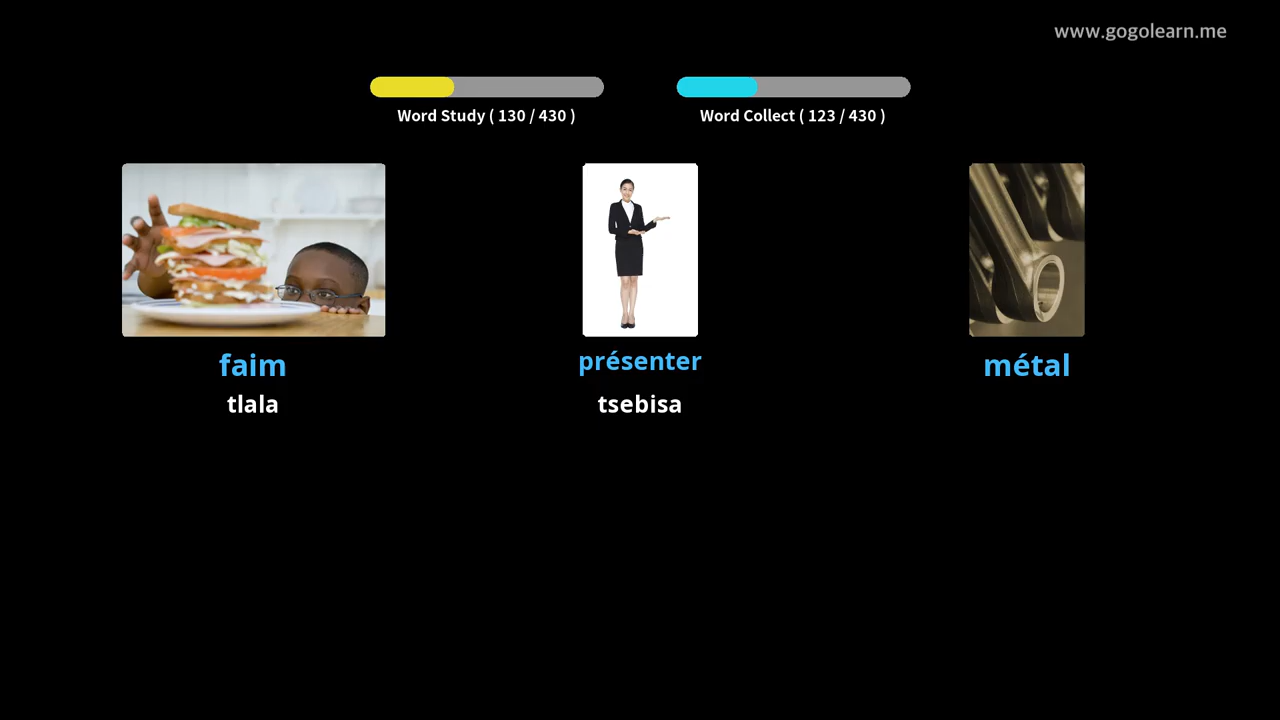 www.gogolearn.me
Word Study ( 130 / 430 )
Word Collect ( 123 / 430 )
faim
présenter
métal
tlala
tsebisa